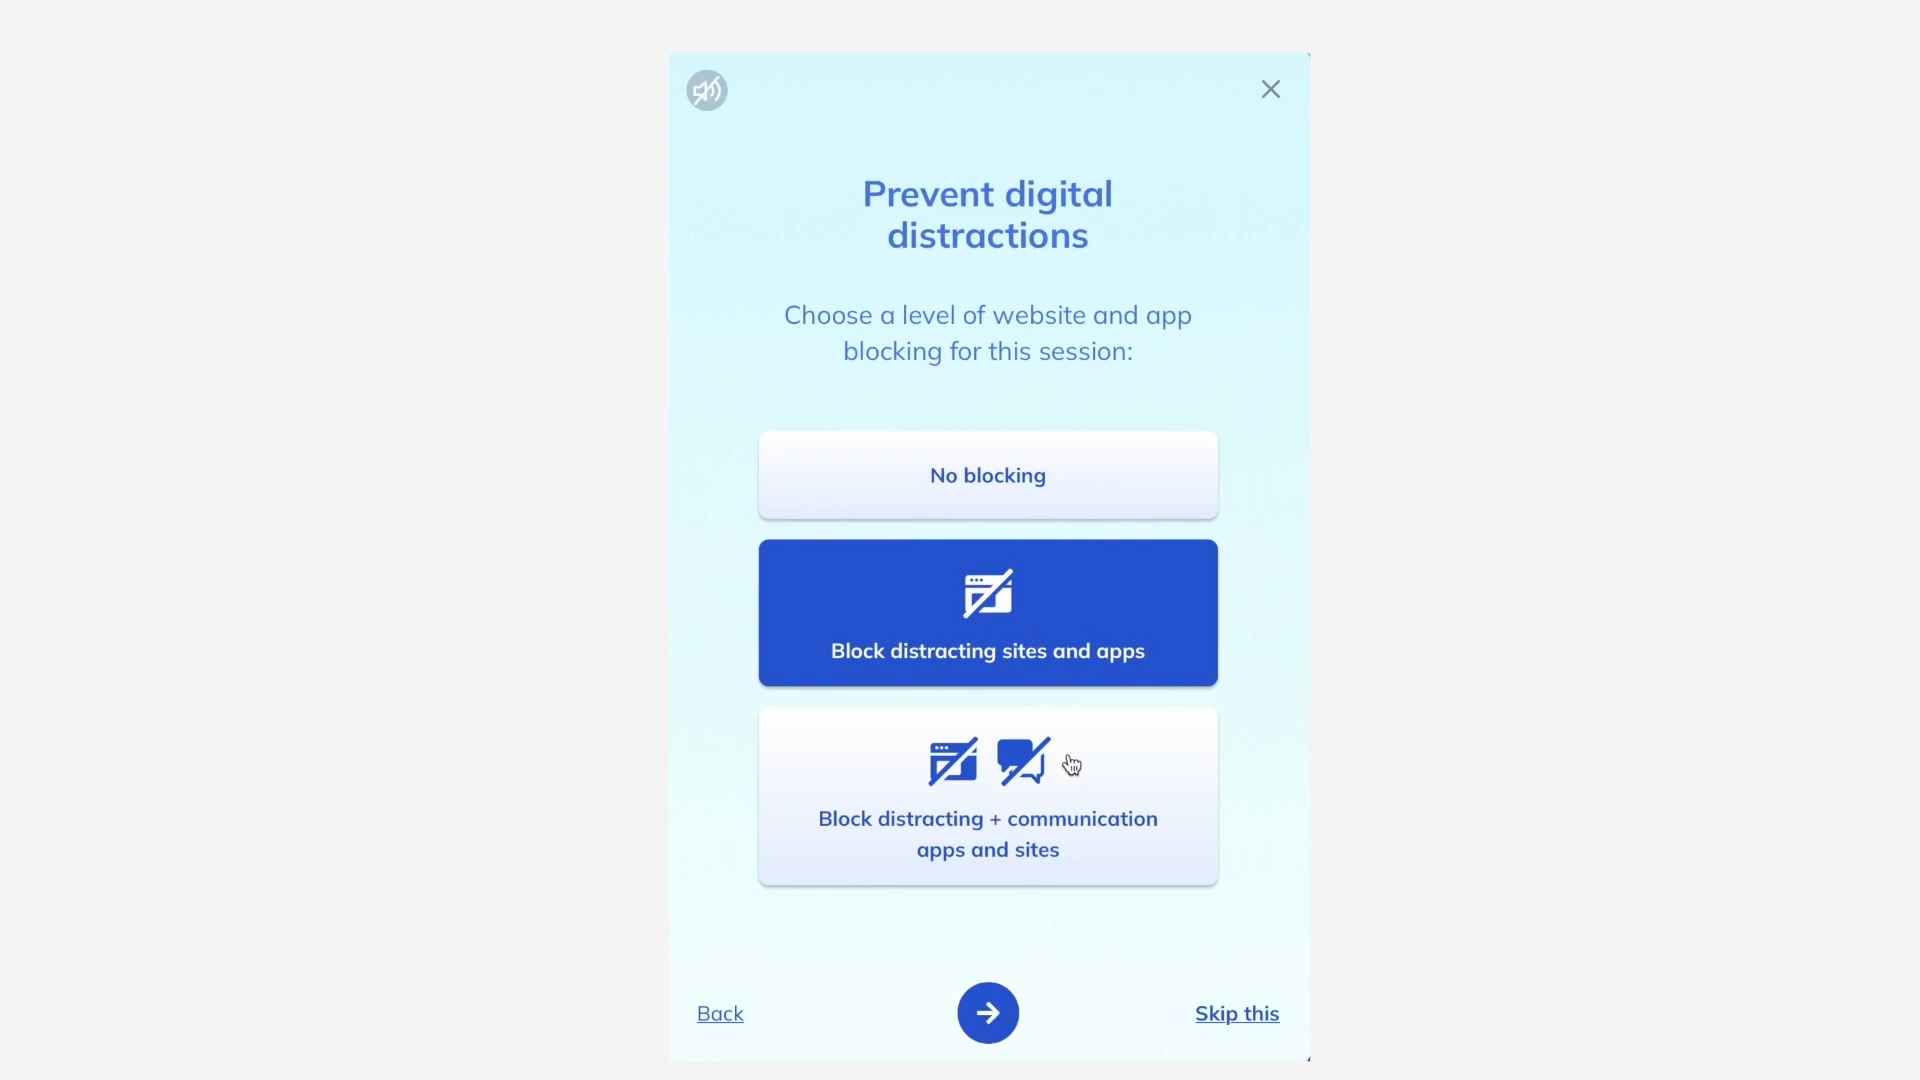 Prevent digital
distractions
Choose a level of website and app
blocking for this session:
No blocking
Block distracting sites and apps
Block distracting + communication
apps and sites
Back
Skip this